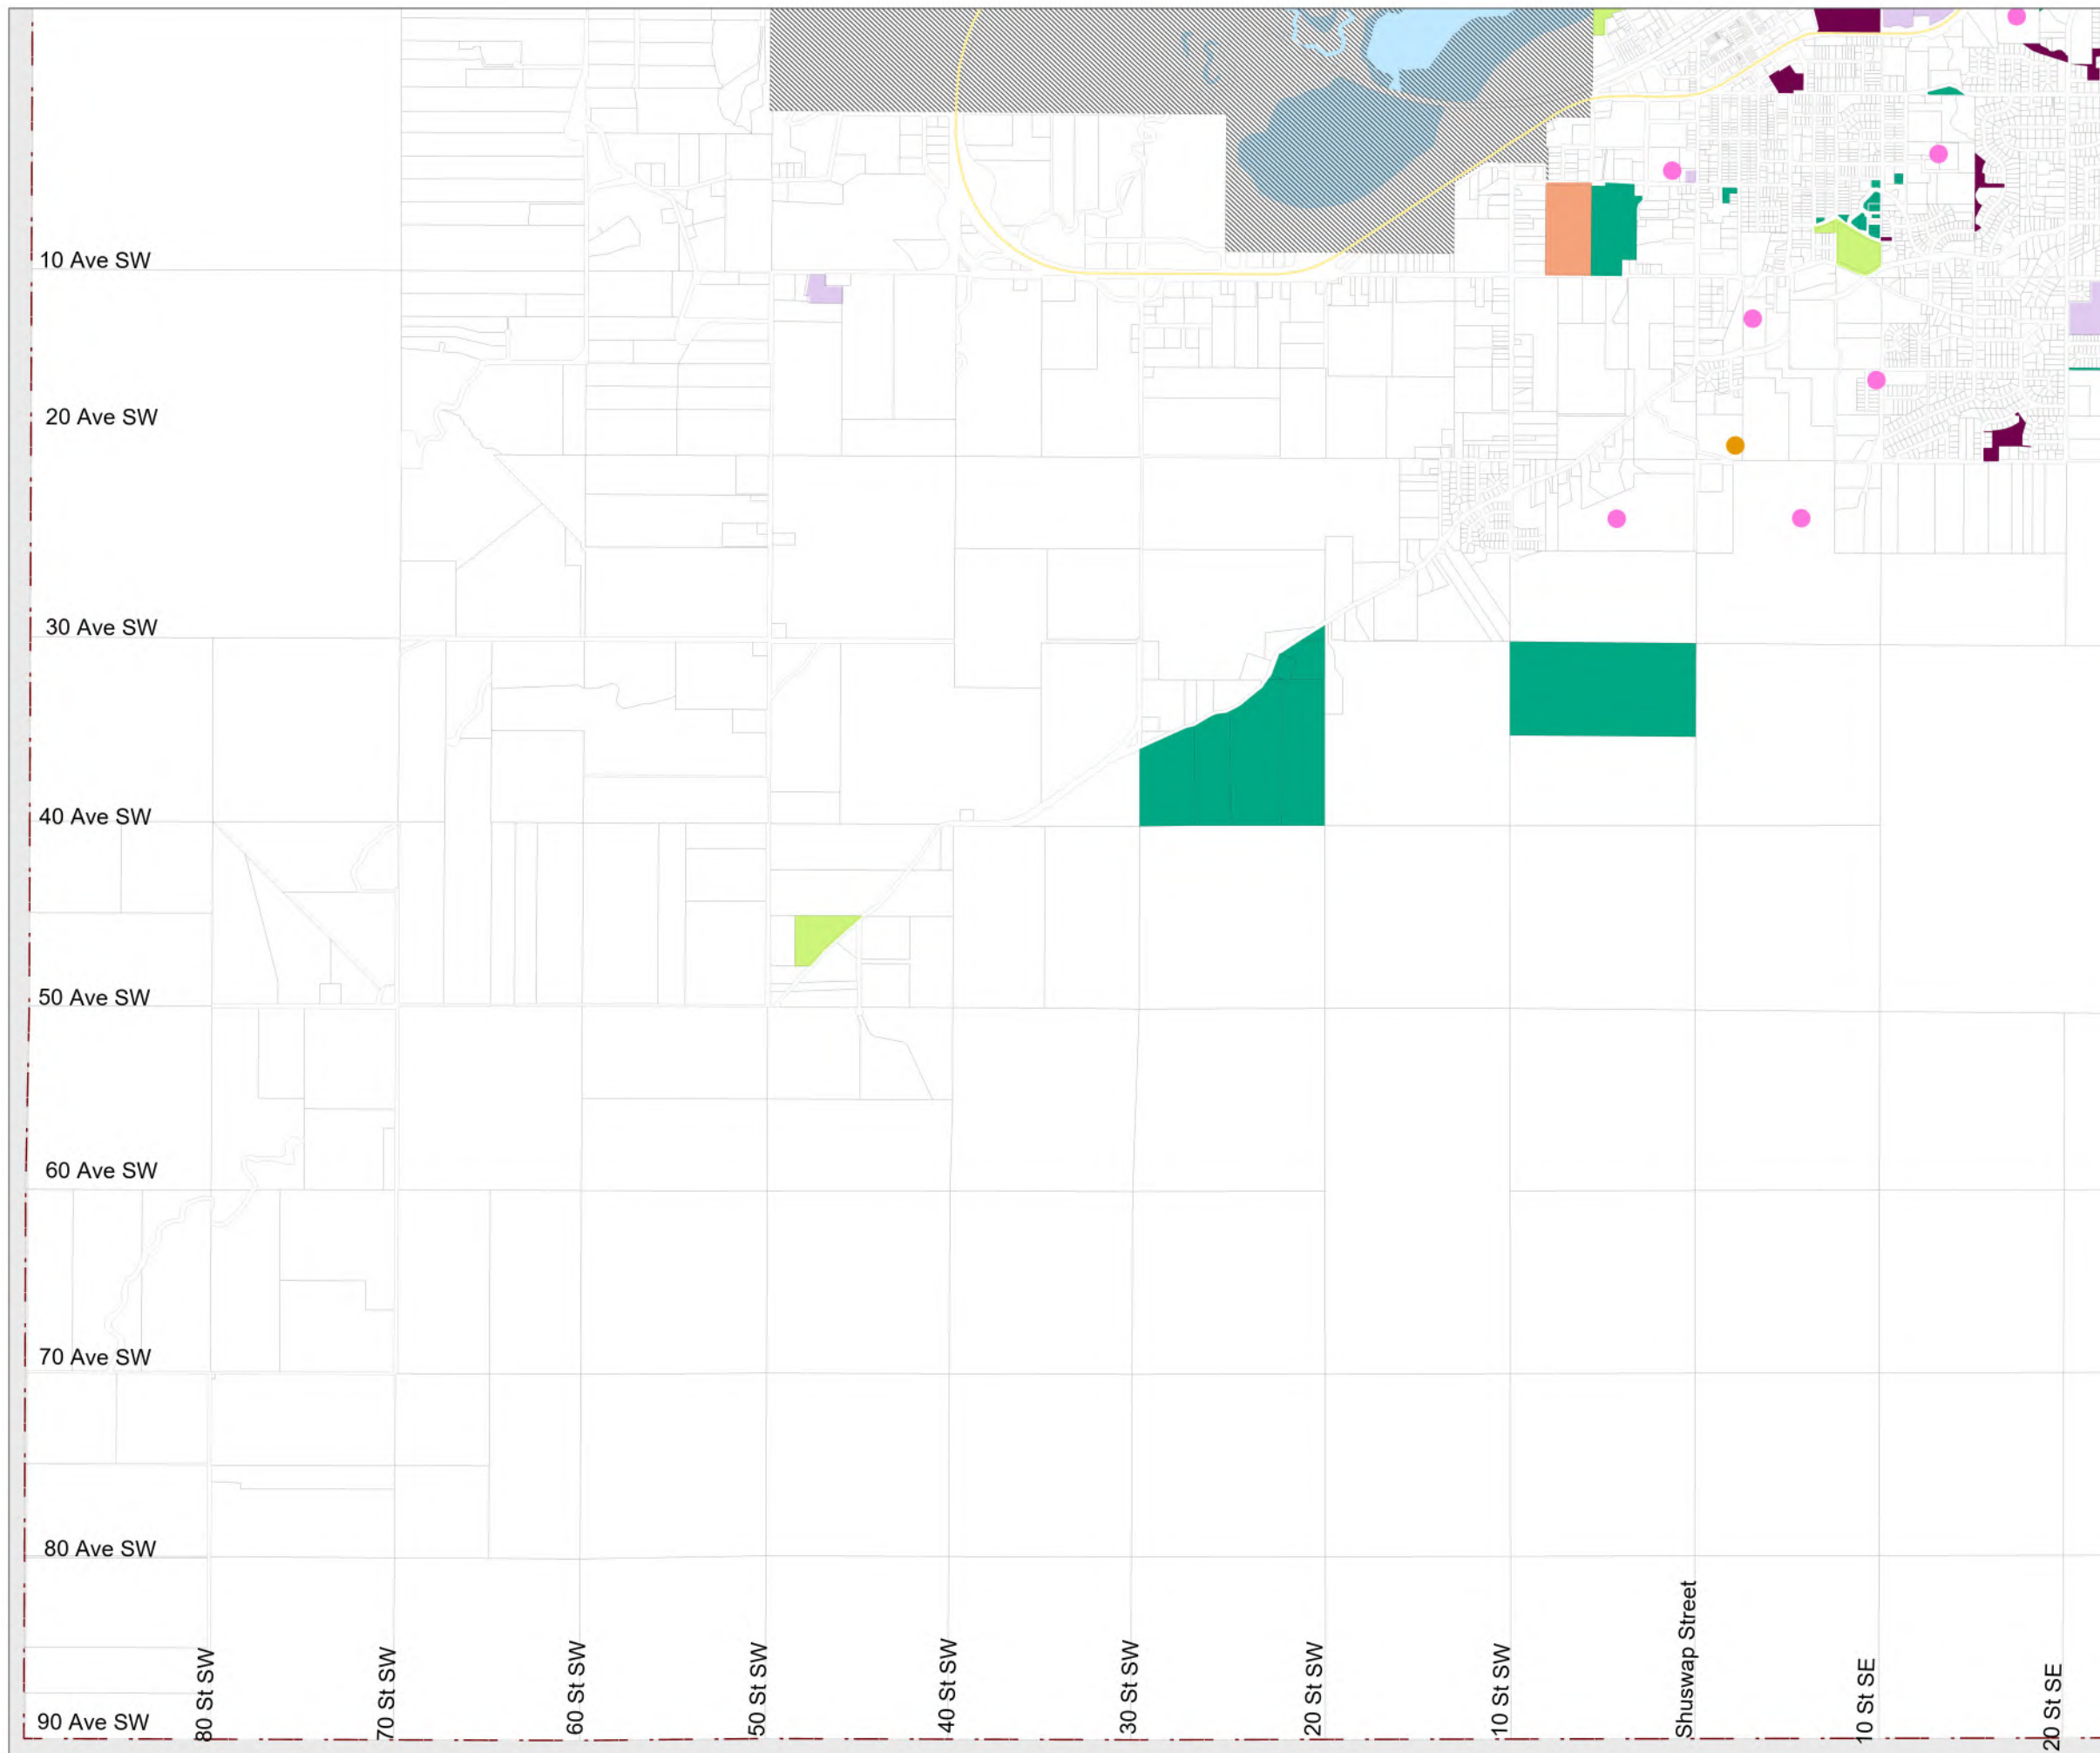 10 Ave SW
20 Ave SW
30 Ave SW
40 Ave SW
50 Ave SW
60 Ave SW
70 Ave SW
80 Ave SW
90 Ave SW
80 St SW
70 St SW
60 St SW
50 St SW
40 St SW
30 St SW
20 St SW
10 St SW
Shuswap Street
10 St SE
20 St SE